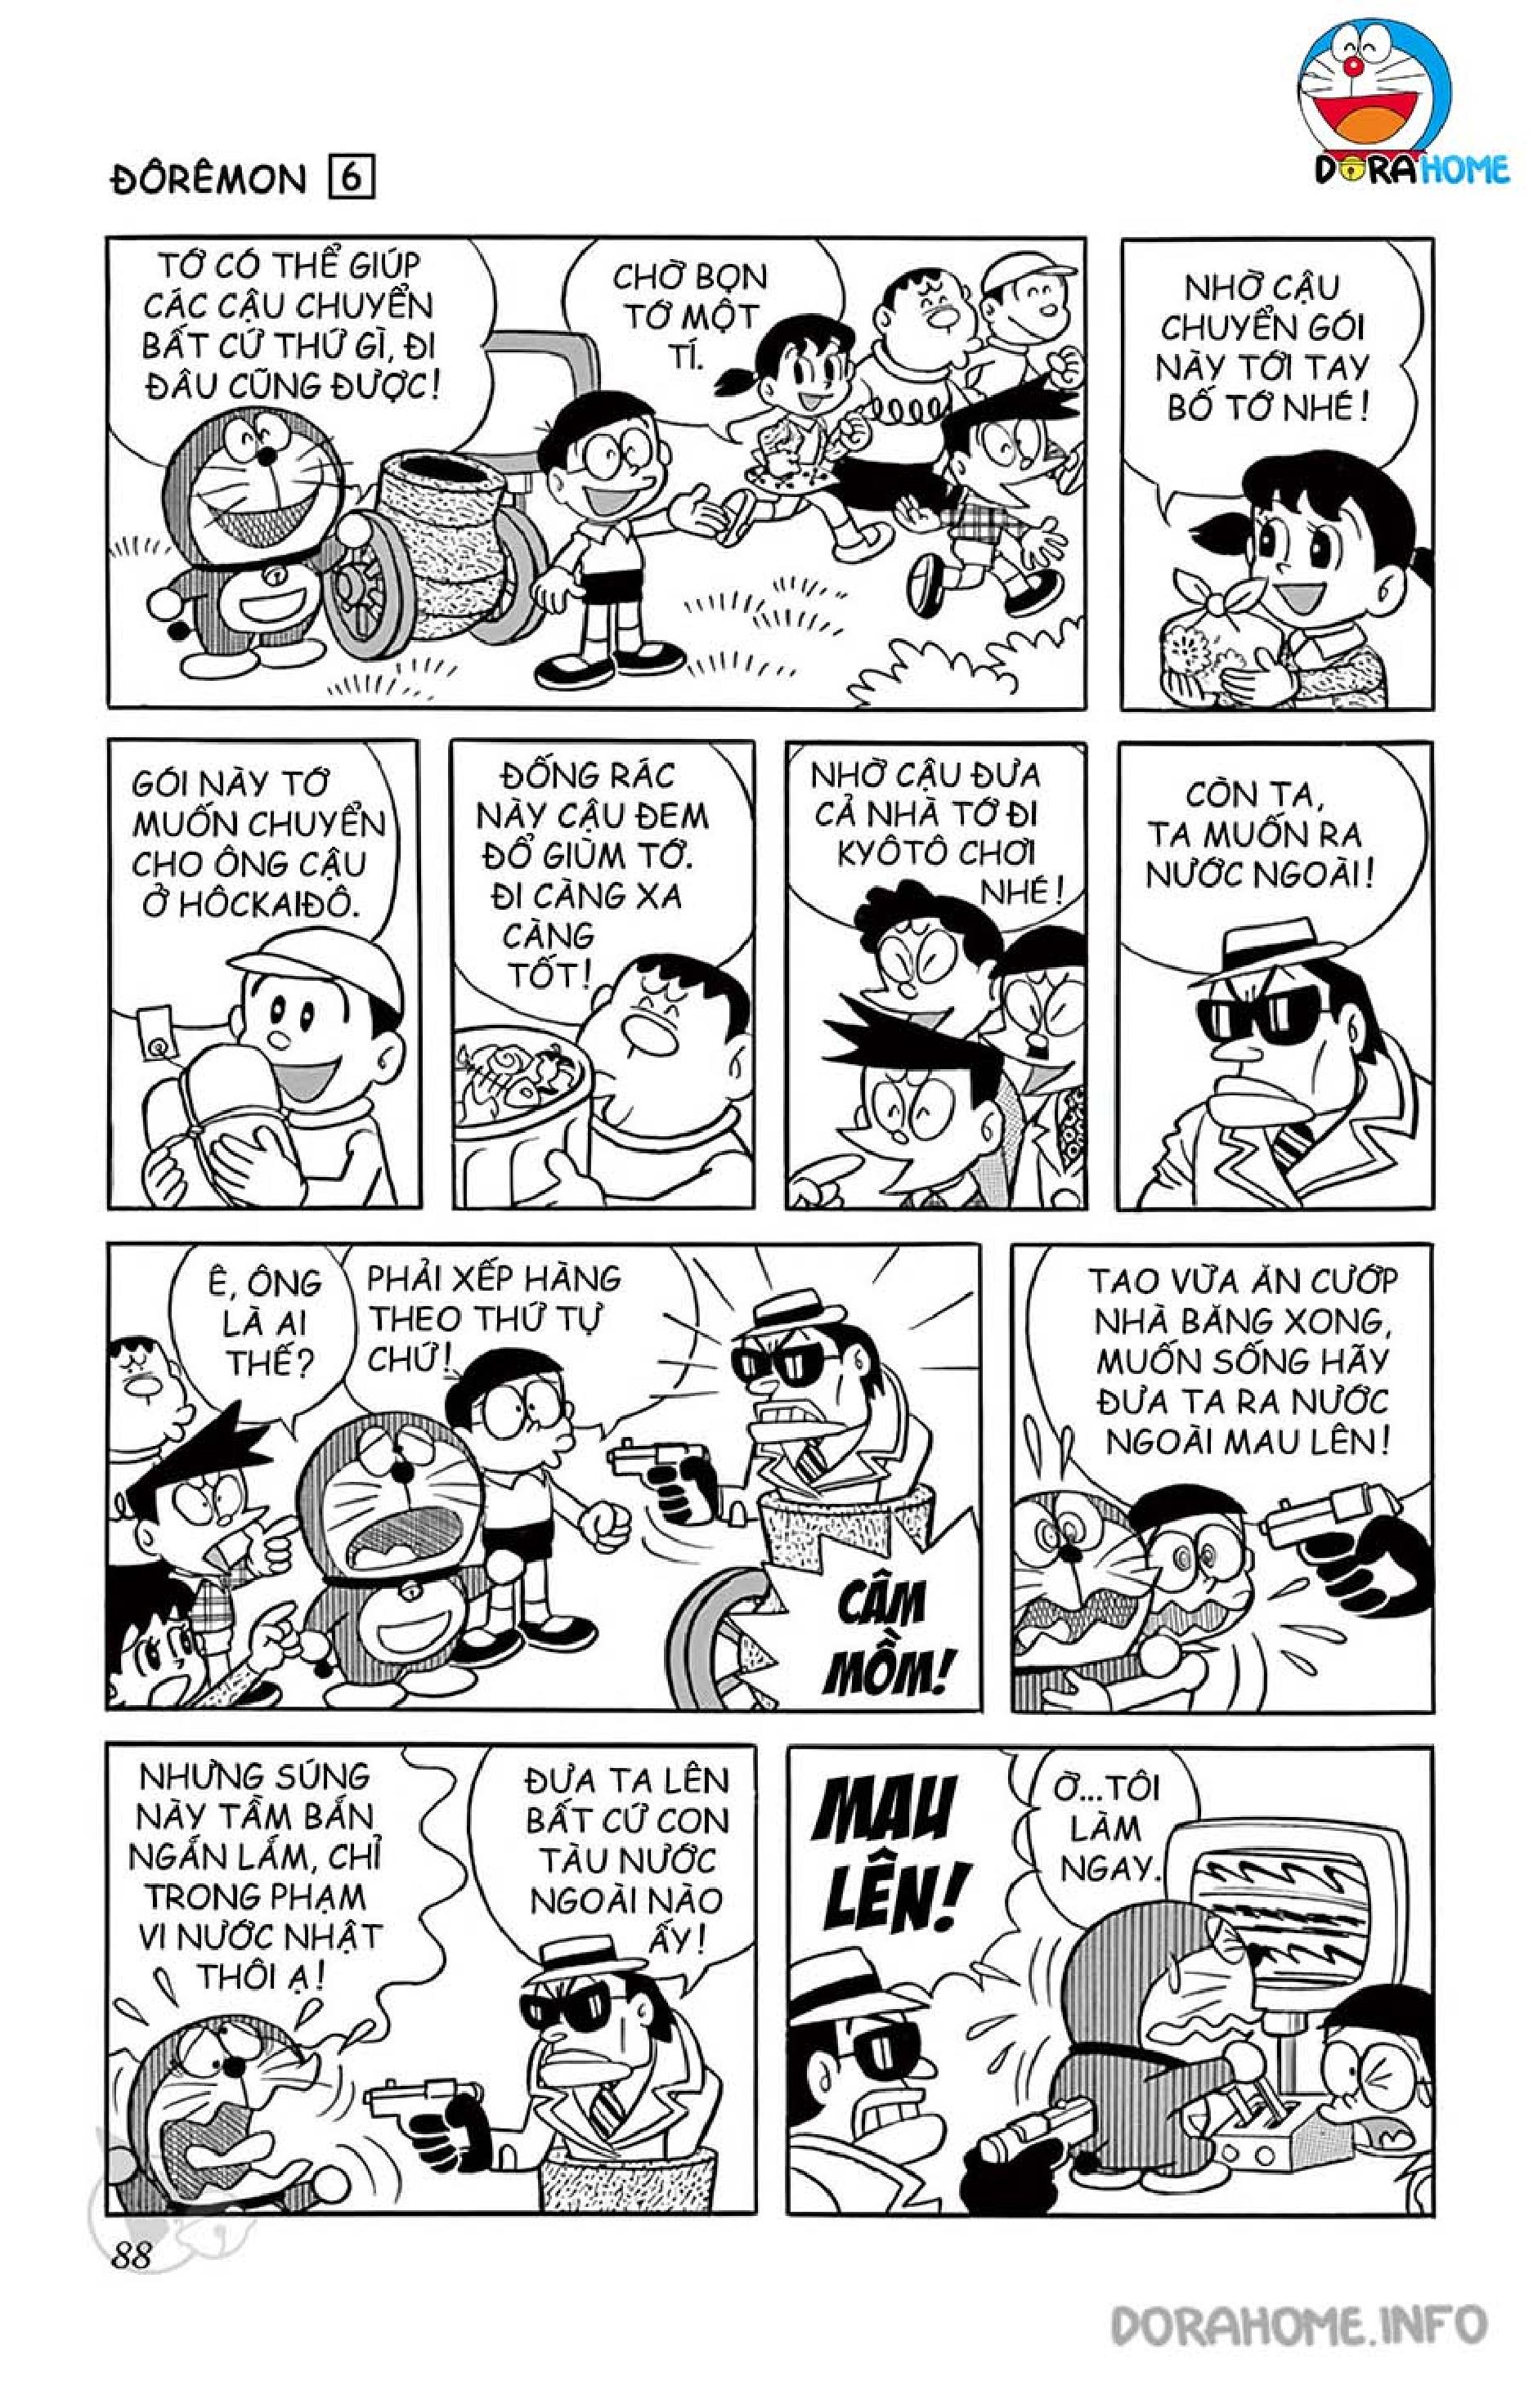 DORAHOME
ĐÔRÊMON 6
TỚ CÓ THỂ GIÚP
CÁC CẬU CHUYỂN
BẤT CỨ THỨ GÌ, ĐI
ĐÂU CŨNG ĐƯỢC!
CHỜ BỌN
TỚ MỘT
TÍ.
NHỜ CẬU
CHUYỂN GÓI
NÀY TỚI TAY
BỐ TỚ NHÉ!
GÓI NÀY TỚ
MUỐN CHUYỂN
CHO ÔNG CẬU
Ở HÔCKAIĐÔ.
ĐỐNG RÁC
NÀY CẬU ĐEM
ĐỔ GIÙM TỚ.
ĐI CÀNG XA
CÀNG
TỐT!
NHỜ CẬU ĐƯA
CẢ NHÀ TỚ ĐI
KYÔTÔ CHƠI
NHÉ!
CÒN TA,
TA MUỐN RA
NƯỚC NGOÀI!
Ê, ÔNG
LÀ AI
THẾ?
PHẢI XẾP HÀNG
THEO THỨ TỰ
CHỨ!
CÂM
MỒM!
TAO VỪA ĂN CƯỚP
NHÀ BĂNG XONG,
MUỐN SỐNG HÃY
ĐƯA TA RA NƯỚC
NGOÀI MAU LÊN!
NHƯNG SÚNG
NÀY TẦM BẮN
NGẮN LẮM, CHỈ
TRONG PHẠM
VI NƯỚC NHẬT
THÔI Ạ!
ĐƯA TA LÊN
BẤT CỨ CON
TÀU NƯỚC
NGOÀI NÀO
ẤY!
MAU
LÊN!
Ờ...TÔI
LÀM
NGAY.
88
DORAHOME.INFO